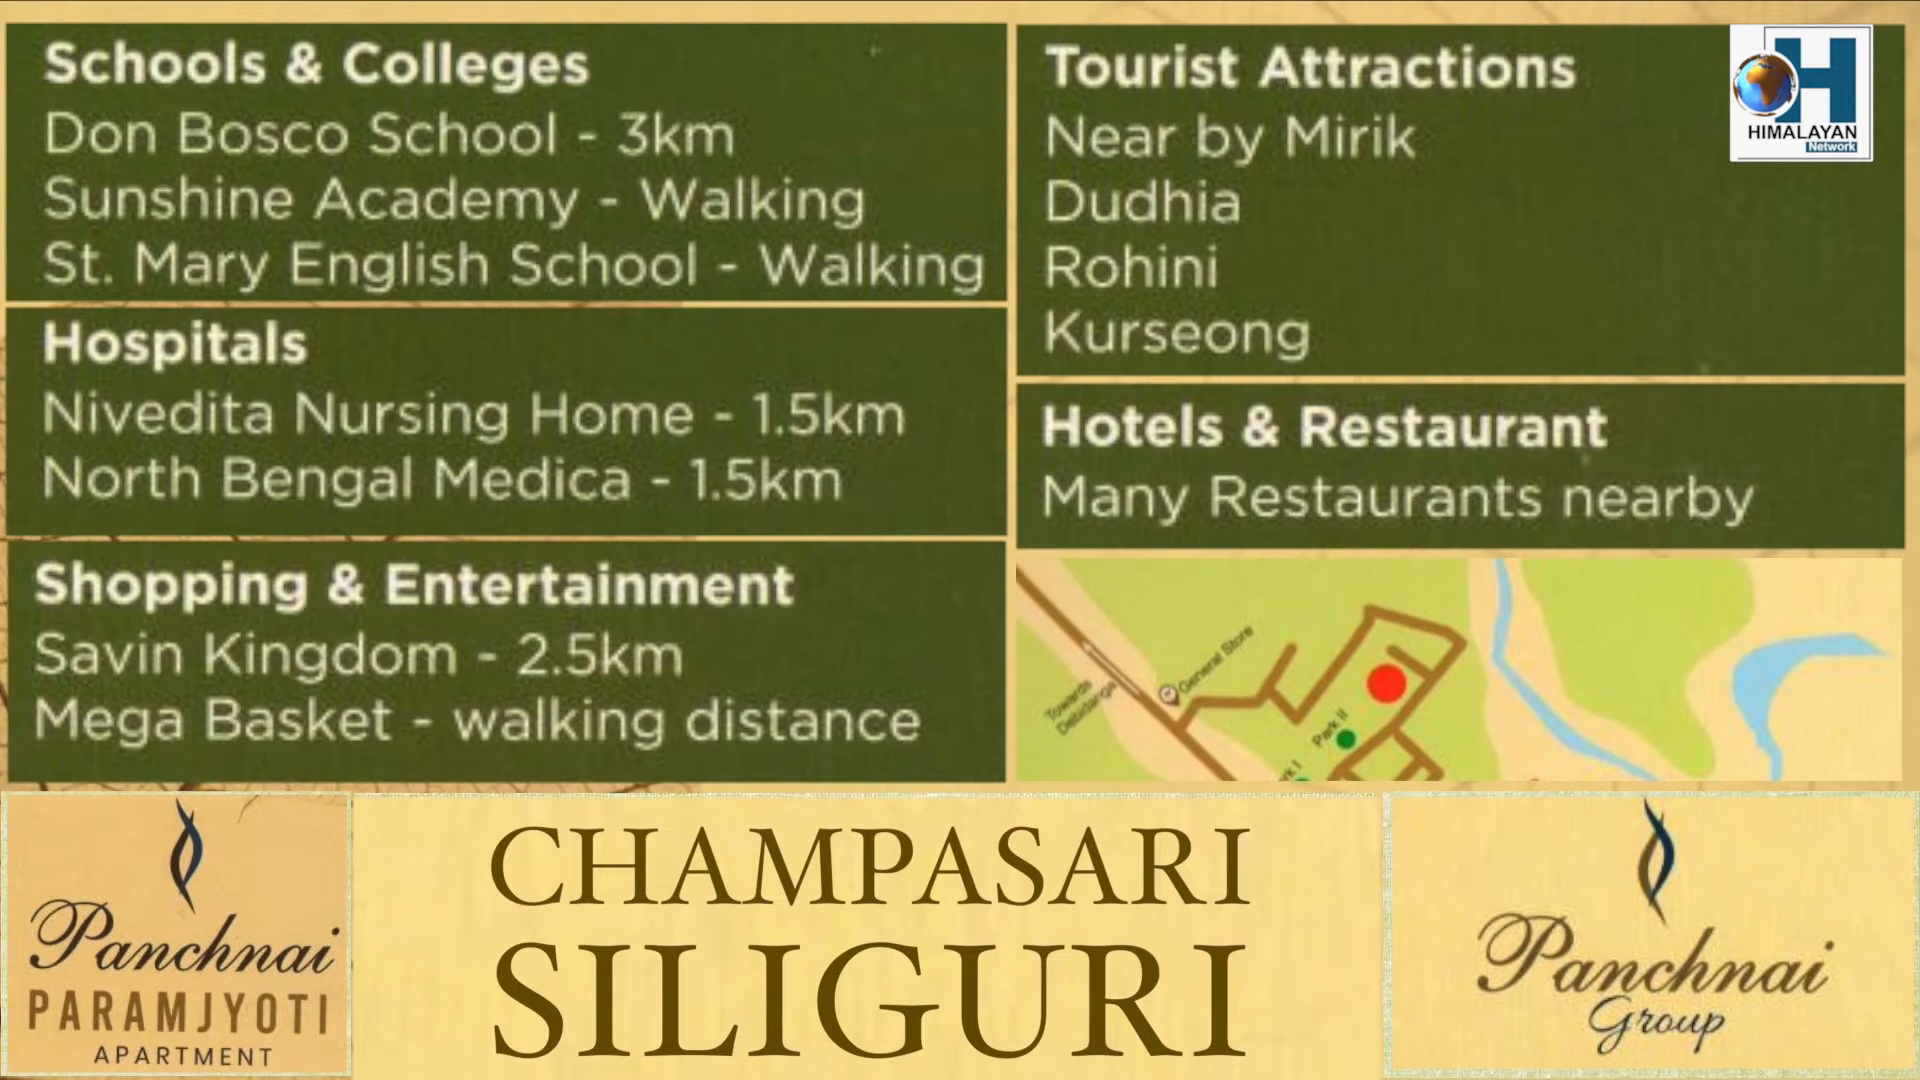 Schools & Colleges
Don Bosco School - 3km
Sunshine Academy - Walking
St. Mary English School - Walking
Hospitals
Nivedita Nursing Home - 1.5km
North Bengal Medica - 1.5km
Shopping & Entertainment
Savin Kingdom - 2.5km
Mega Basket - walking distance
Tourist Attractions
Near by Mirik
Dudhia
Rohini
Kurseong
HIMALAYAN
Network
Hotels & Restaurant
Many Restaurants nearby
General Store
Towards
Debidanga
Park II
Panchnai
PARAMJYOTI
APARTMENT
CHAMPASARI
SILIGURI
Panchnai
Group